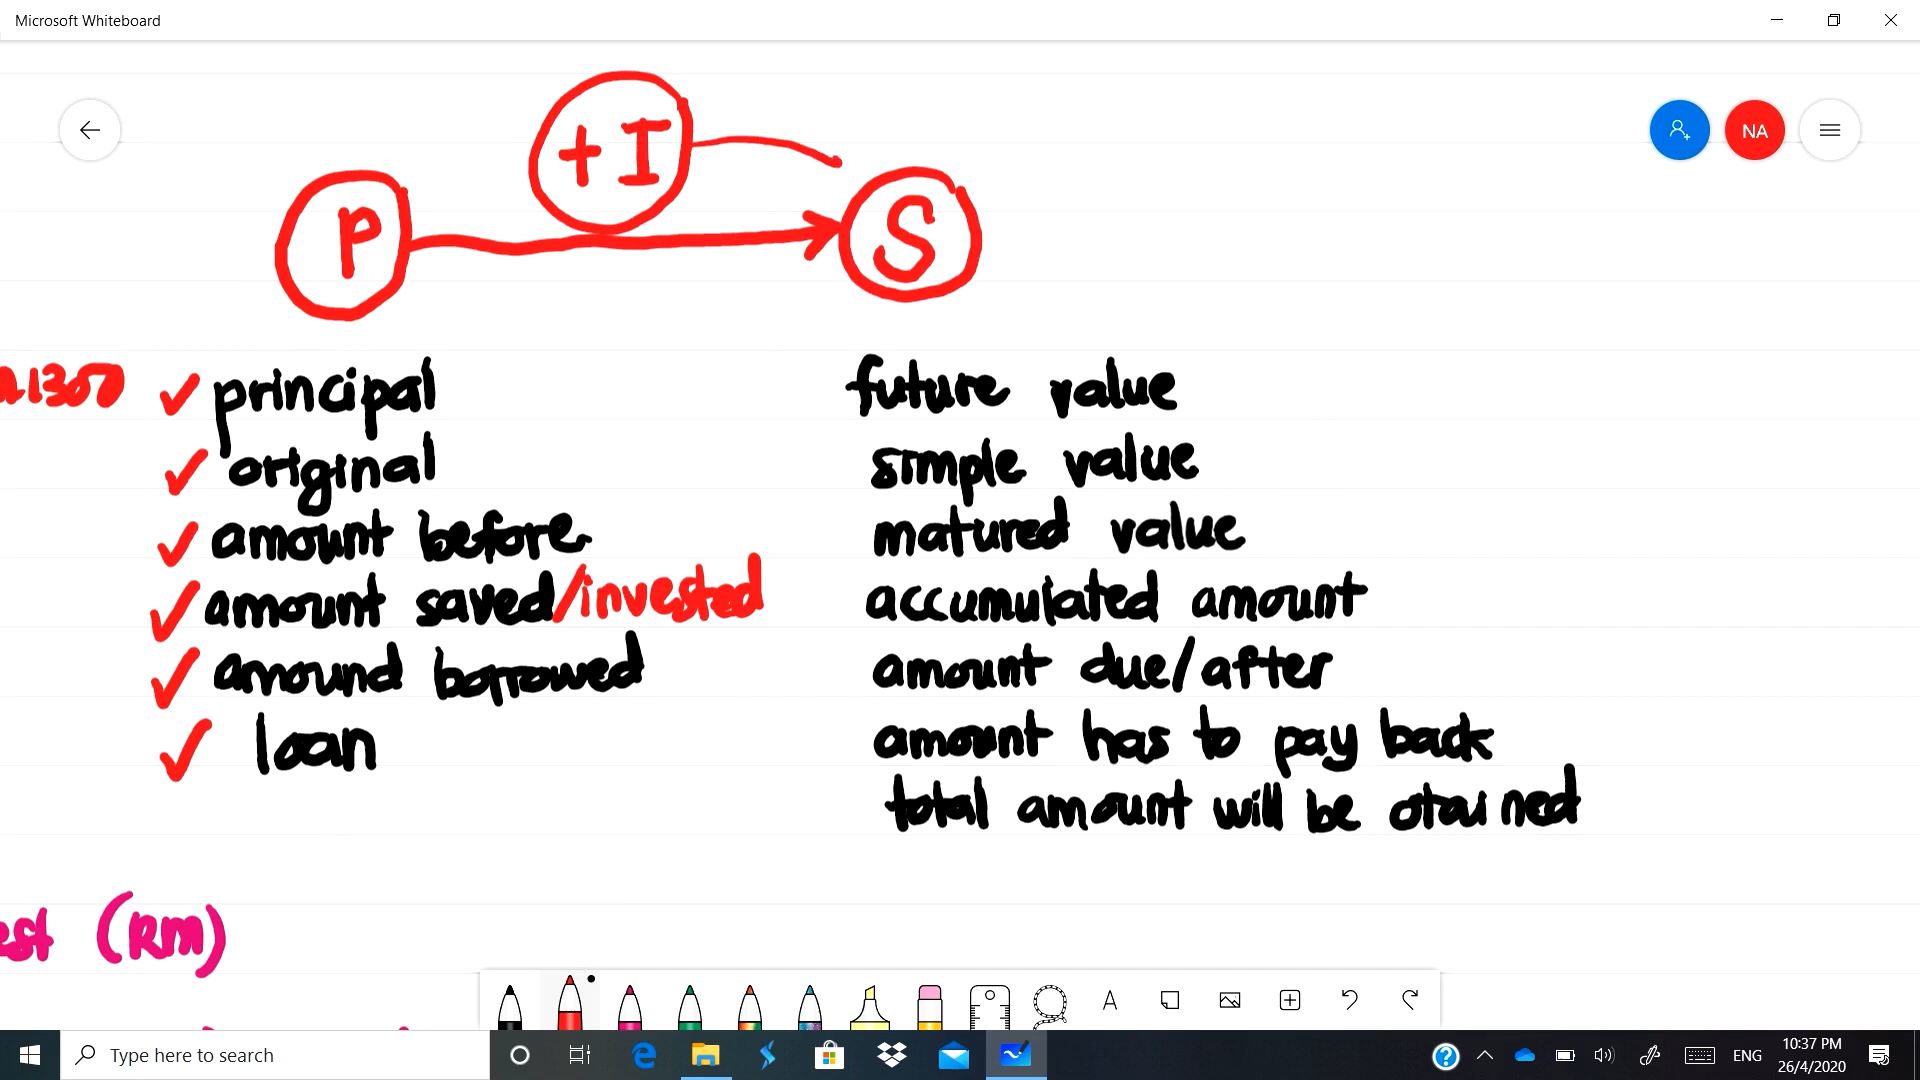 Microsoft Whiteboard
+I
NA
P
S
1300 principal future value
original simple value
amount before matured value
amount saved/invested accumulated amount
amound borrowed amount due/after
loan amount has to pay back
total amount will be otained
est (RM)
A
Type here to search
ENG
10:37 PM
26/4/2020